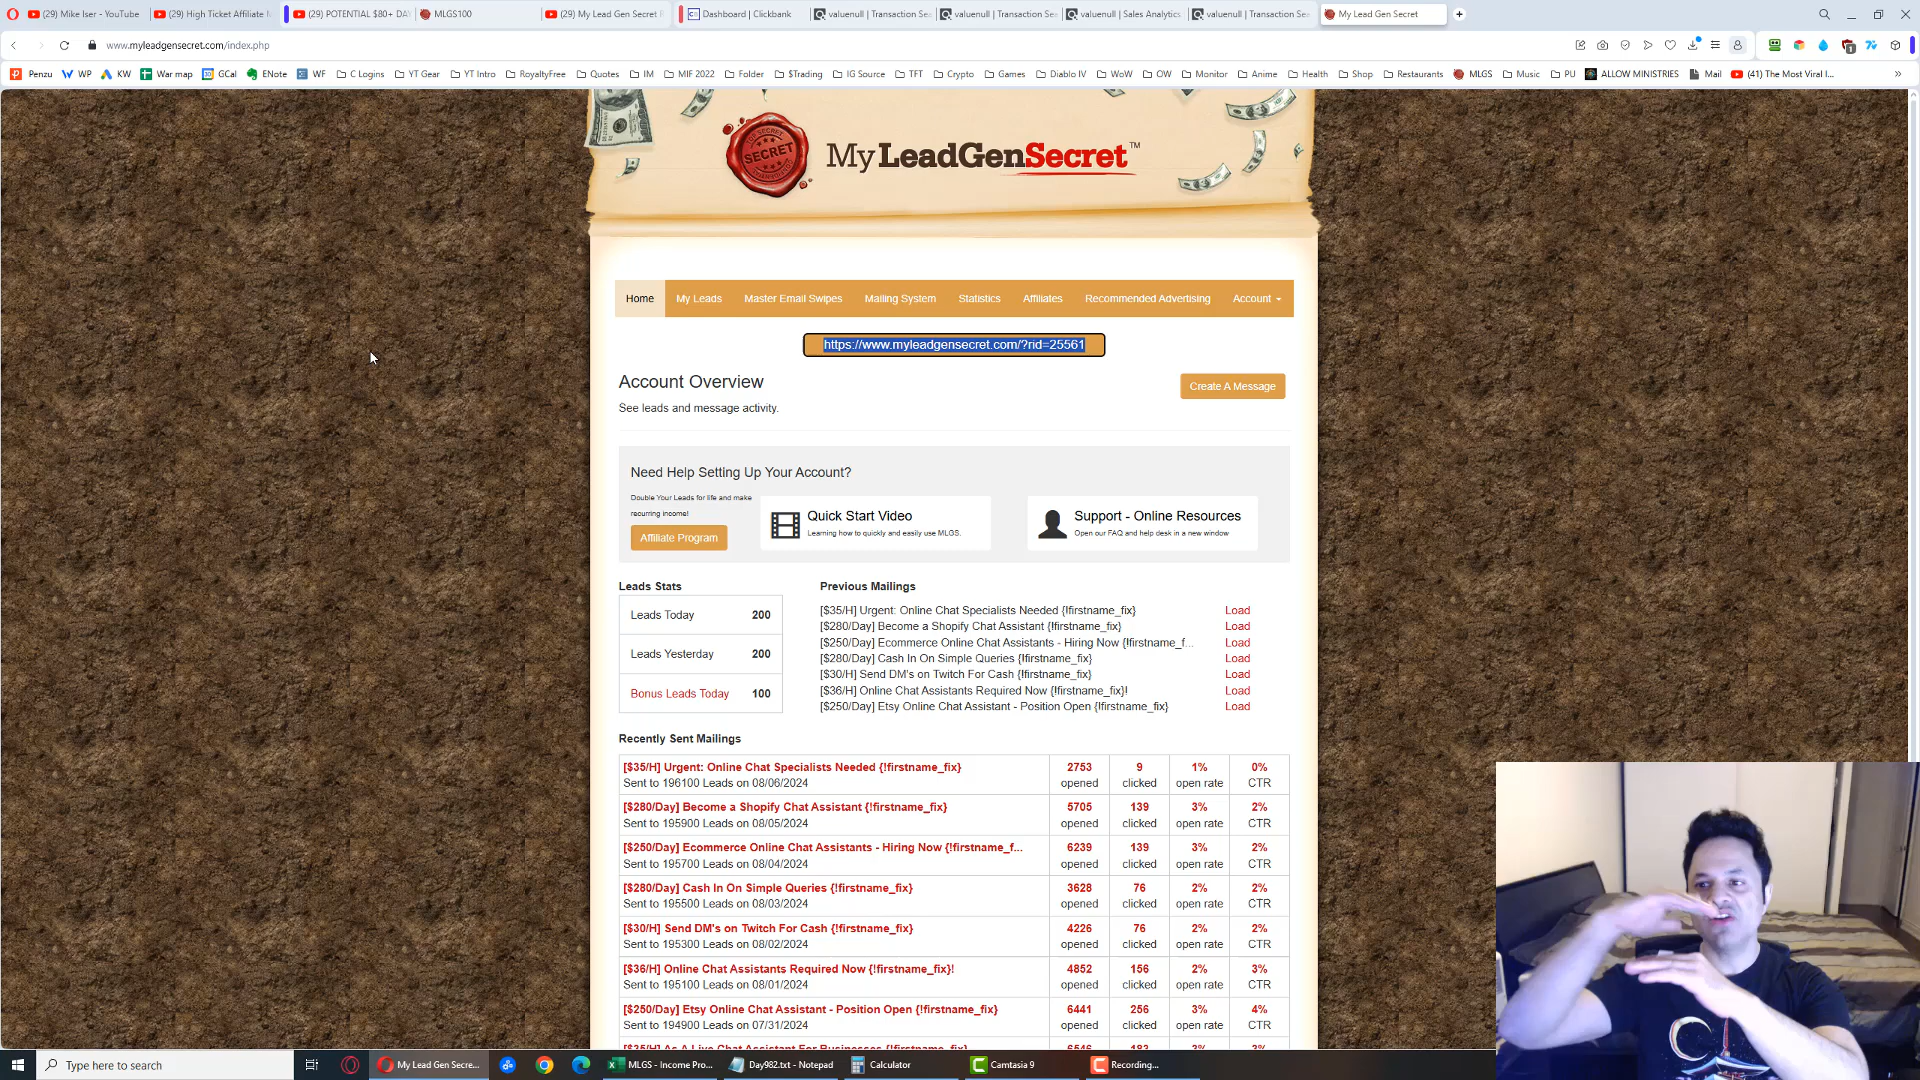 (29) Mike Iser - YouTube
(29) High Ticket Affiliate M
(29) POTENTIAL $80+ DA
MLGS100
(29) My Lead Gen Secret
Dashboard | Clickbank
valuenull | Transaction Se
valuenull | Transaction Se
valuenull | Sales Analytics
valuenull | Transaction Se
My Lead Gen Secret
www.myleadgensecret.com/index.php
Penzu
WP
KW
War map
GCal
ENote
WF
C Logins
YT Gear
YT Intro
RoyaltyFree
Quotes
IM
MIF 2022
Folder
$Trading
IG Source
TFT
Crypto
Games
Diablo IV
WoW
OW
Monitor
Anime
Health
Shop
Restaurants
MLGS
Music
PU
ALLOW MINISTRIES
Mail
(41) The Most Viral I...
SECRET
My LeadGenSecret™
Home
My Leads
Master Email Swipes
Mailing System
Statistics
Affiliates
Recommended Advertising
Account
https://www.myleadgensecret.com/?rid=25561
Account Overview
Create A Message
See leads and message activity.
Need Help Setting Up Your Account?
Double Your Leads for life and make
recurring income!
Affiliate Program
Quick Start Video
Learning how to quickly and easily use MLGS.
Support - Online Resources
Open our FAQ and help desk in a new window
Leads Stats
Leads Today 200
Leads Yesterday 200
Bonus Leads Today 100
Previous Mailings
[$35/H] Urgent: Online Chat Specialists Needed {!firstname_fix} Load
[$280/Day] Become a Shopify Chat Assistant {!firstname_fix} Load
[$250/Day] Ecommerce Online Chat Assistants - Hiring Now {!firstname_f... Load
[$280/Day] Cash In On Simple Queries {!firstname_fix} Load
[$30/H] Send DM's on Twitch For Cash {!firstname_fix} Load
[$36/H] Online Chat Assistants Required Now {!firstname_fix}! Load
[$250/Day] Etsy Online Chat Assistant - Position Open {!firstname_fix} Load
Recently Sent Mailings
[$35/H] Urgent: Online Chat Specialists Needed {!firstname_fix} 2753 9 1% 0%
Sent to 196100 Leads on 08/06/2024 opened clicked open rate CTR
[$280/Day] Become a Shopify Chat Assistant {!firstname_fix} 5705 139 3% 2%
Sent to 195900 Leads on 08/05/2024 opened clicked open rate CTR
[$250/Day] Ecommerce Online Chat Assistants - Hiring Now {!firstname_f... 6239 139 3% 2%
Sent to 195700 Leads on 08/04/2024 opened clicked open rate CTR
[$280/Day] Cash In On Simple Queries {!firstname_fix} 3628 76 2% 2%
Sent to 195500 Leads on 08/03/2024 opened clicked open rate CTR
[$30/H] Send DM's on Twitch For Cash {!firstname_fix} 4226 76 2% 2%
Sent to 195300 Leads on 08/02/2024 opened clicked open rate CTR
[$36/H] Online Chat Assistants Required Now {!firstname_fix}! 4852 156 2% 3%
Sent to 195100 Leads on 08/01/2024 opened clicked open rate CTR
[$250/Day] Etsy Online Chat Assistant - Position Open {!firstname_fix} 6441 256 3% 4%
Sent to 194900 Leads on 07/31/2024 opened clicked open rate CTR
[$35/H] As A Live Chat Assistant For Businesses {!firstname_fix} 6546 183 3% 3%
Type here to search
My Lead Gen Secre...
MLGS - Income Pro...
Day982.txt - Notepad
Calculator
Camtasia 9
Recording...